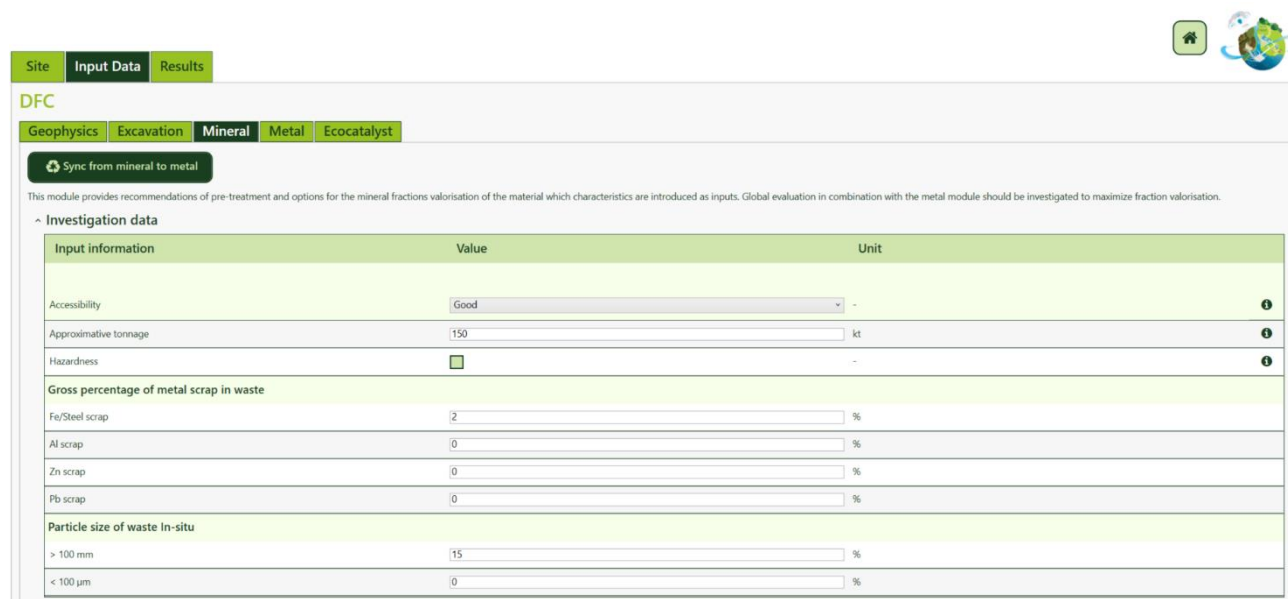 Site Input Data Results
DFC
Geophysics Excavation Mineral Metal Ecocatalyst
Sync from mineral to metal
This module provides recommendations of pre-treatment and options for the mineral fractions valorisation of the material which characteristics are introduced as inputs. Global evaluation in combination with the metal module should be investigated to maximize fraction valorisation.
Investigation data
Input information Value Unit
Accessibility Good -
Approximative tonnage 150 kt
Hazardness -
Gross percentage of metal scrap in waste
Fe/Steel scrap 2 %
Al scrap 0 %
Zn scrap 0 %
Pb scrap 0 %
Particle size of waste In-situ
> 100 mm 15 %
< 100 µm 0 %